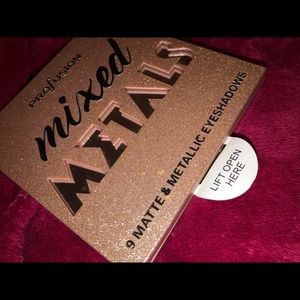 PROFUSION
mixed
METALS
9 MATTE & METALLIC EYESHADOWS
LIFT OPEN
HERE